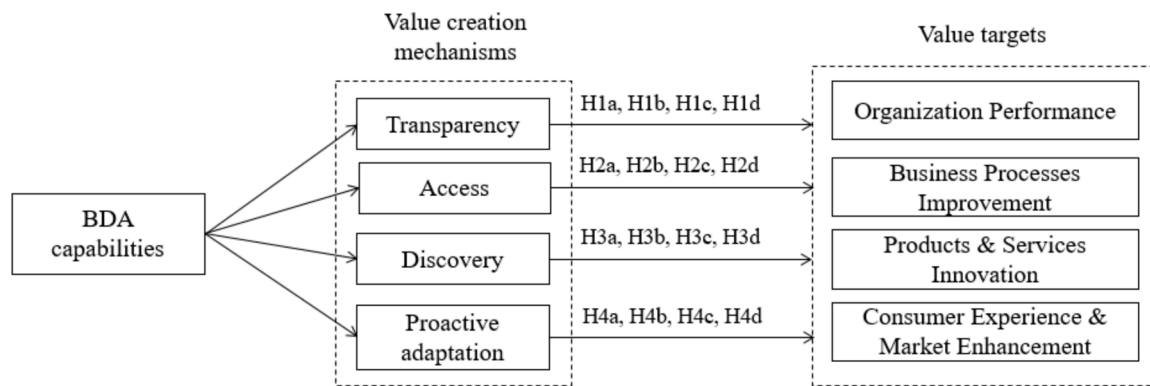 Value creation
mechanisms
Value targets
BDA
capabilities
Transparency
Access
Discovery
Proactive
adaptation
H1a, H1b, H1c, H1d
H2a, H2b, H2c, H2d
H3a, H3b, H3c, H3d
H4a, H4b, H4c, H4d
Organization Performance
Business Processes
Improvement
Products & Services
Innovation
Consumer Experience &
Market Enhancement